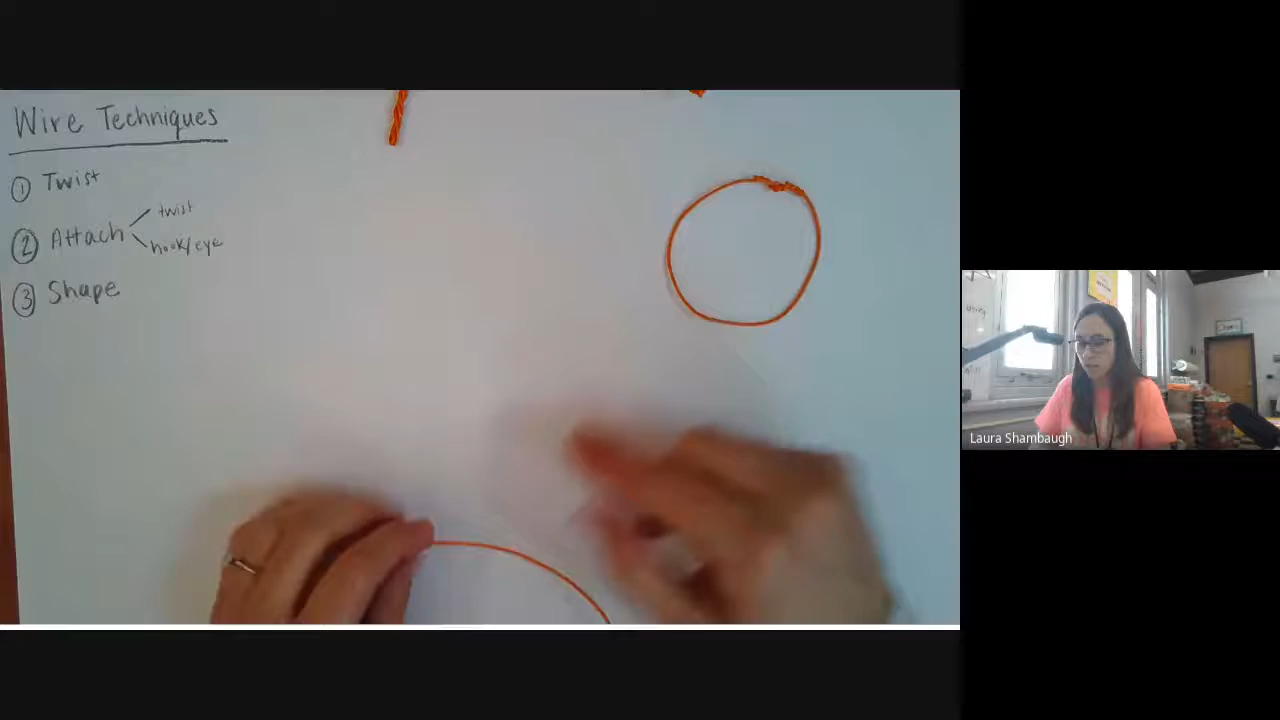 Wire Techniques
① Twist
② Attach
twist
hook/eye
③ Shape
Laura Shambaugh